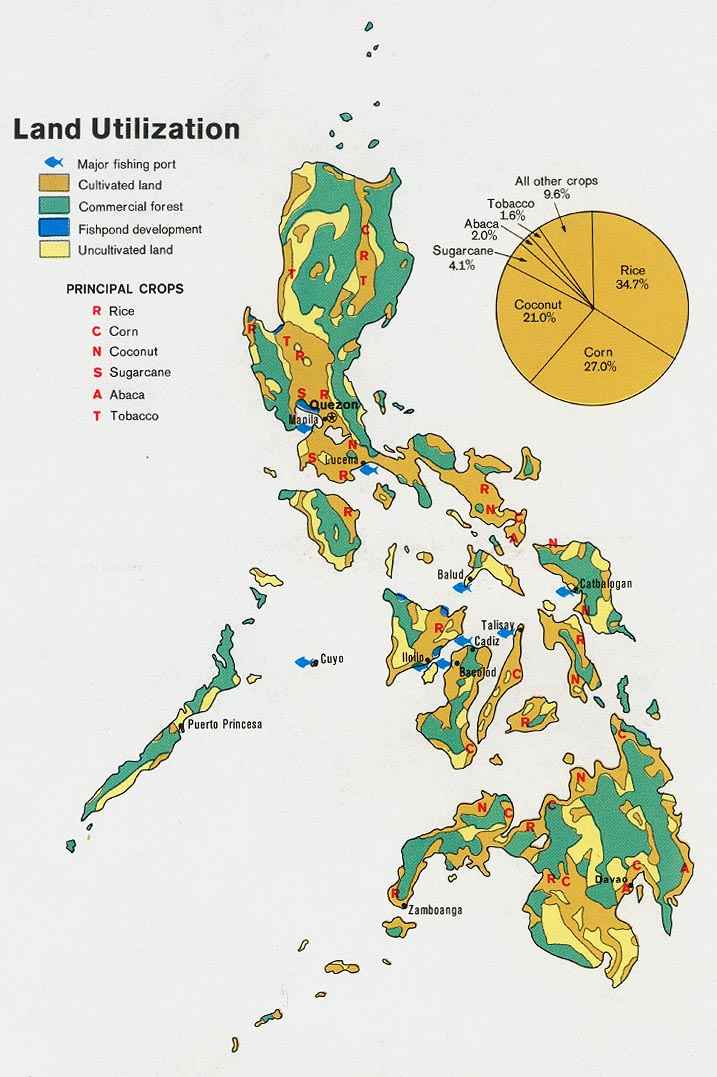 Land Utilization
Major fishing port
Cultivated land
Commercial forest
Fishpond development
Uncultivated land
PRINCIPAL CROPS
R Rice
C Corn
N Coconut
S Sugarcane
A Abaca
T Tobacco
All other crops
9.6%
Tobacco
1.6%
Abaca
2.0%
Sugarcane
4.1%
Rice
34.7%
Coconut
21.0%
Corn
27.0%
C
R
T
T
R
T
R
S
R
Quezon
Manila
N
S
Lucena
R
R
N
R
C
A
N
Balud
Catbalogan
N
R
Talisay
R
Cadiz
Iloilo
Cuyo
Bacolod
C
N
R
Puerto Princesa
C
C
N
N
C
C
R
R
C
C
Davao
A
A
R
Zamboanga